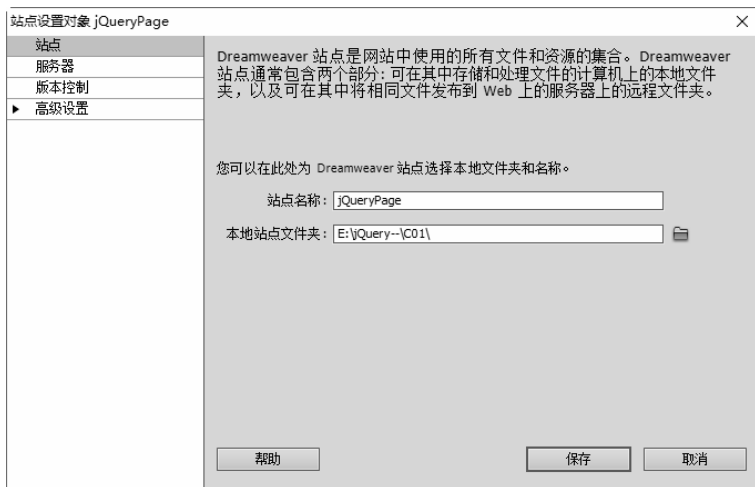 站点设置对象 jQueryPage
站点
服务器
版本控制
高级设置
Dreamweaver 站点是网站中使用的所有文件和资源的集合。Dreamweaver
站点通常包含两个部分：可在其中存储和处理文件的计算机上的本地文件
夹，以及可在其中将相同文件发布到 Web 上的服务器上的远程文件夹。
您可以在此处为 Dreamweaver 站点选择本地文件夹和名称。
站点名称： jQueryPage
本地站点文件夹： E:\jQuery--\C01\
帮助 保存 取消